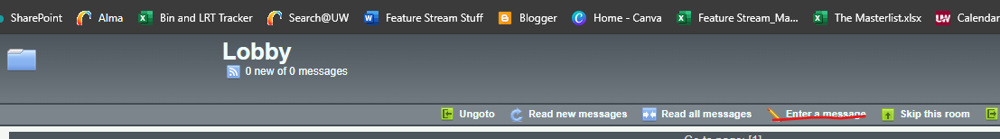 SharePoint Alma Bin and LRT Tracker Search@UW Feature Stream Stuff Blogger Home - Canva Feature Stream_Ma... The Masterlist.xlsx Calendar
Lobby
0 new of 0 messages
Ungoto Read new messages Read all messages Enter a message Skip this room
Go to page: [1]